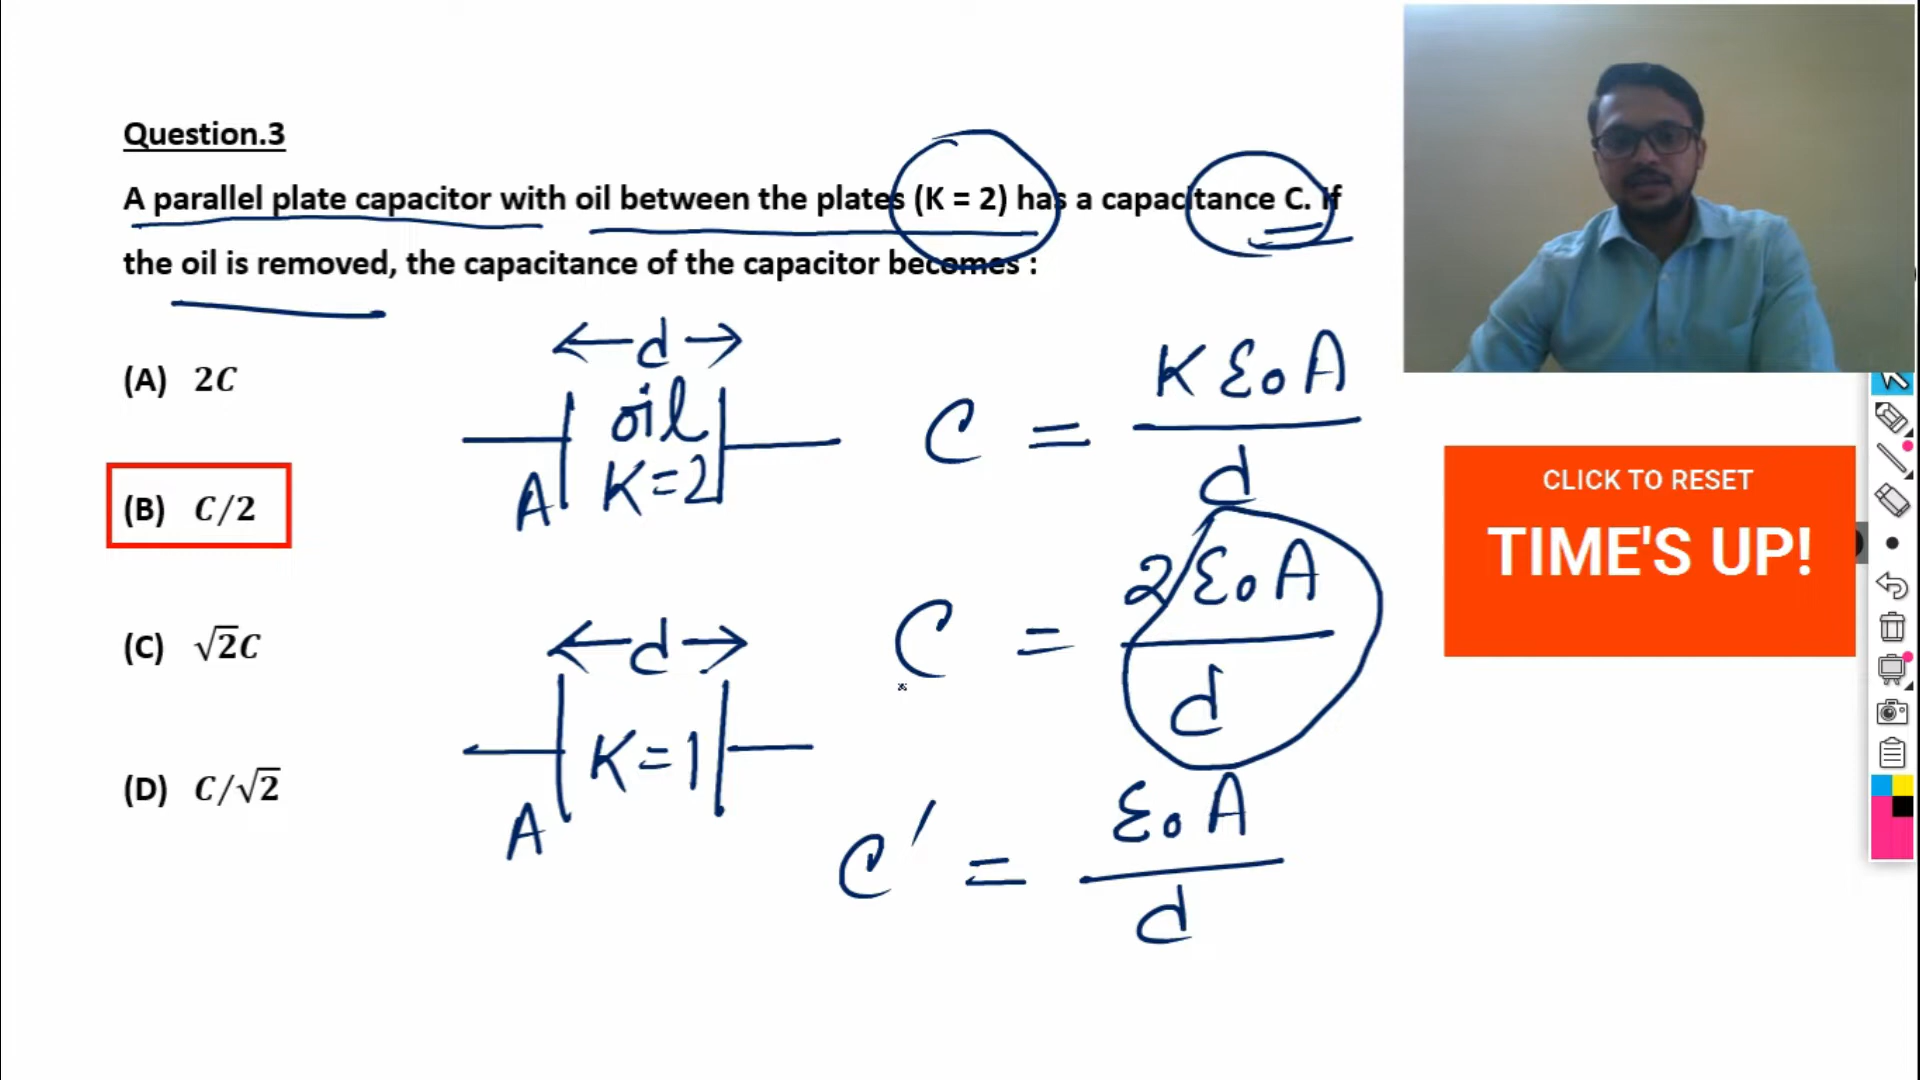 Question.3
A parallel plate capacitor with oil between the plates (K = 2) has a capacitance C. If
the oil is removed, the capacitance of the capacitor becomes :
(A) 2C
(B) C/2
(C) √2C
(D) C/√2
d
oil
K=2
A
C = Kε₀A
d
C = 2ε₀A
d
d
K=1
A
C' = ε₀A
d
CLICK TO RESET
TIME'S UP!